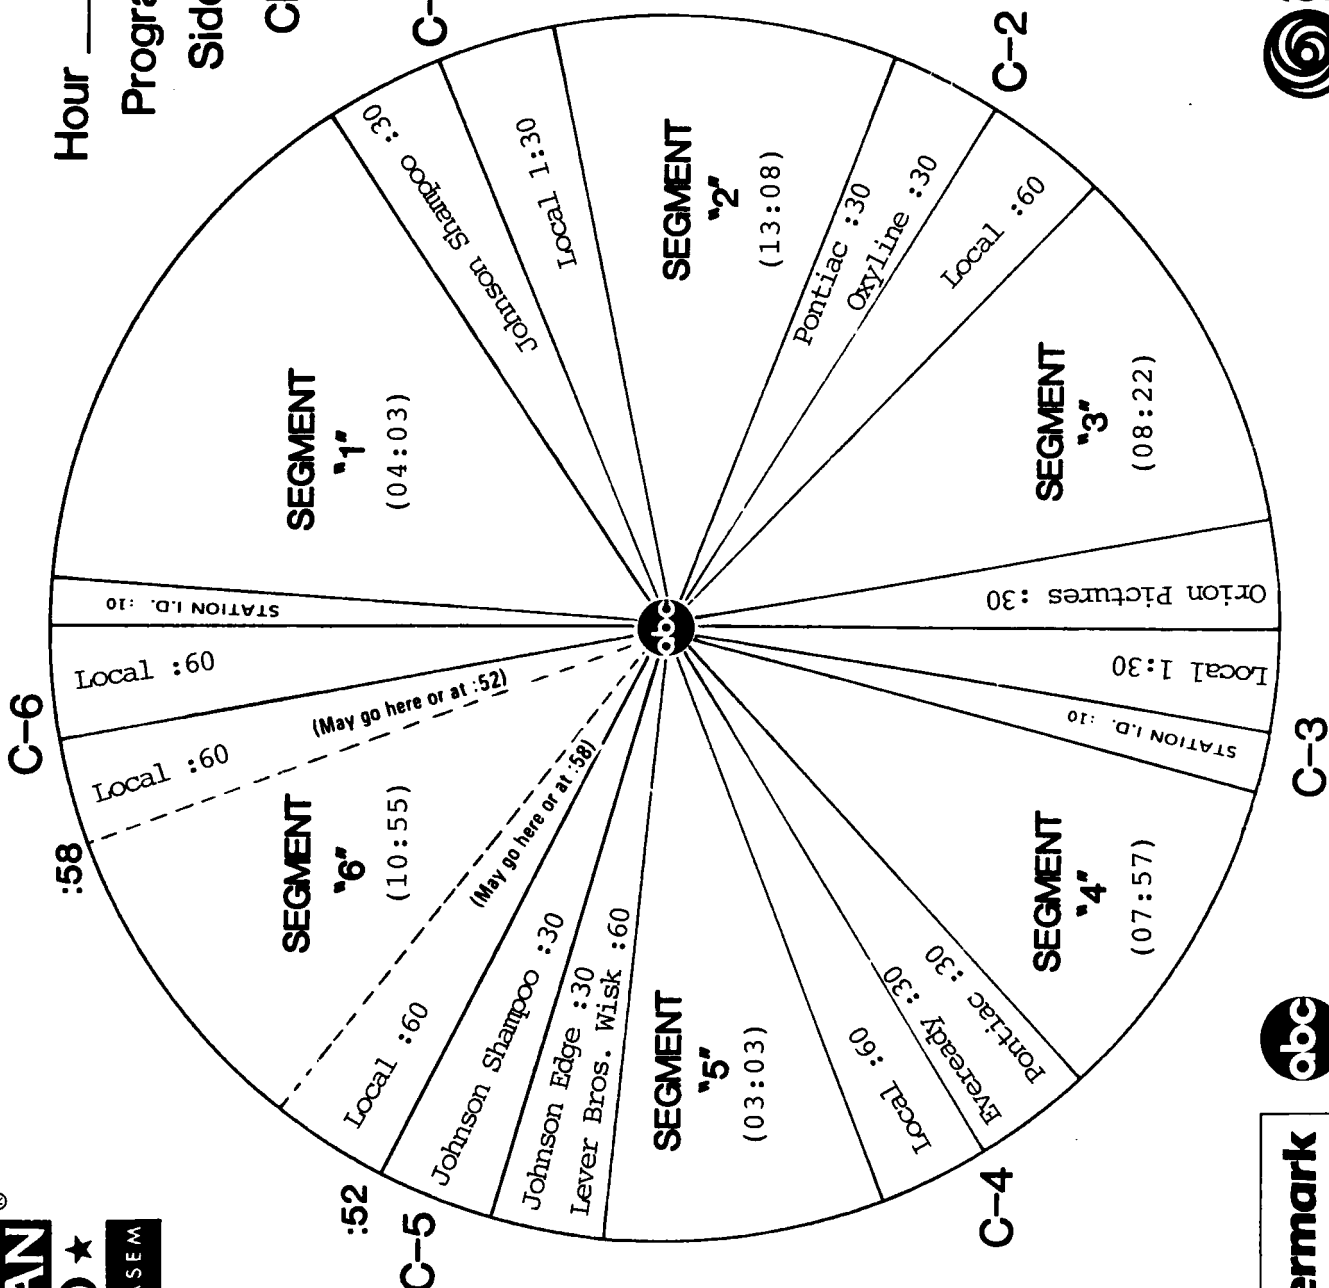 Hour
C-2
Johnson Shampoo :30
Local 1:30
SEGMENT
"1"
(04:03)
SEGMENT
"2"
(13:08)
Pontiac :30
Oxyline :30
Local :60
SEGMENT
"3"
(08:22)
Orion Pictures :30
Local 1:30
STATION I.D. :10
C-3
SEGMENT
"4"
(07:57)
Pontiac :30
Eveready :30
Local :60
C-4
SEGMENT
"5"
(03:03)
Lever Bros. Wisk :60
Johnson Edge :30
Johnson Shampoo :30
C-5
:52
Local :60
(May go here or at :58)
SEGMENT
"6"
(10:55)
:58
(May go here or at :52)
Local :60
C-6
Local :60
STATION I.D. :10
abc
abc